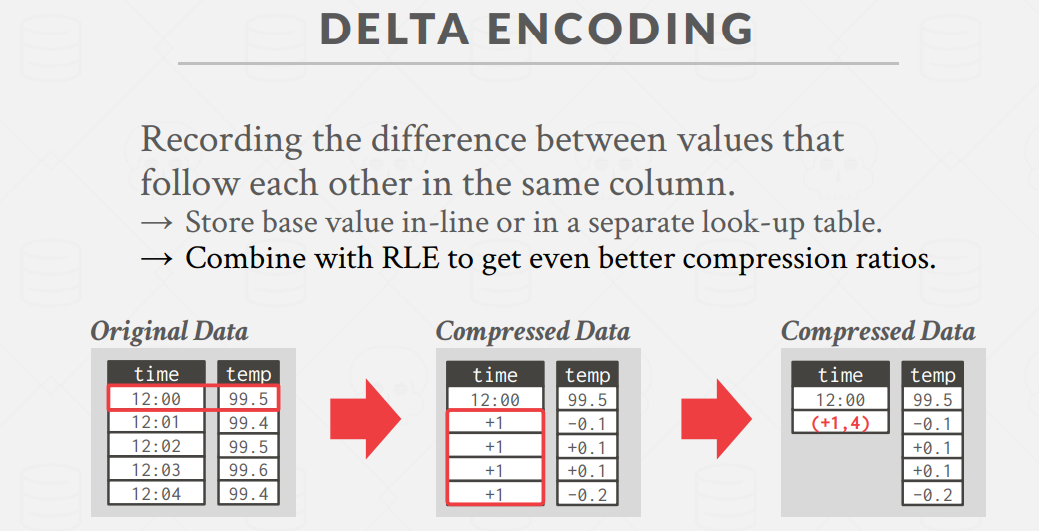 DELTA ENCODING
Recording the difference between values that
follow each other in the same column.
→ Store base value in-line or in a separate look-up table.
→ Combine with RLE to get even better compression ratios.
Original Data
time temp
12:00 99.5
12:01 99.4
12:02 99.5
12:03 99.6
12:04 99.4
Compressed Data
time temp
12:00 99.5
+1 -0.1
+1 +0.1
+1 +0.1
+1 -0.2
Compressed Data
time temp
12:00 99.5
(+1,4) -0.1
+0.1
+0.1
-0.2